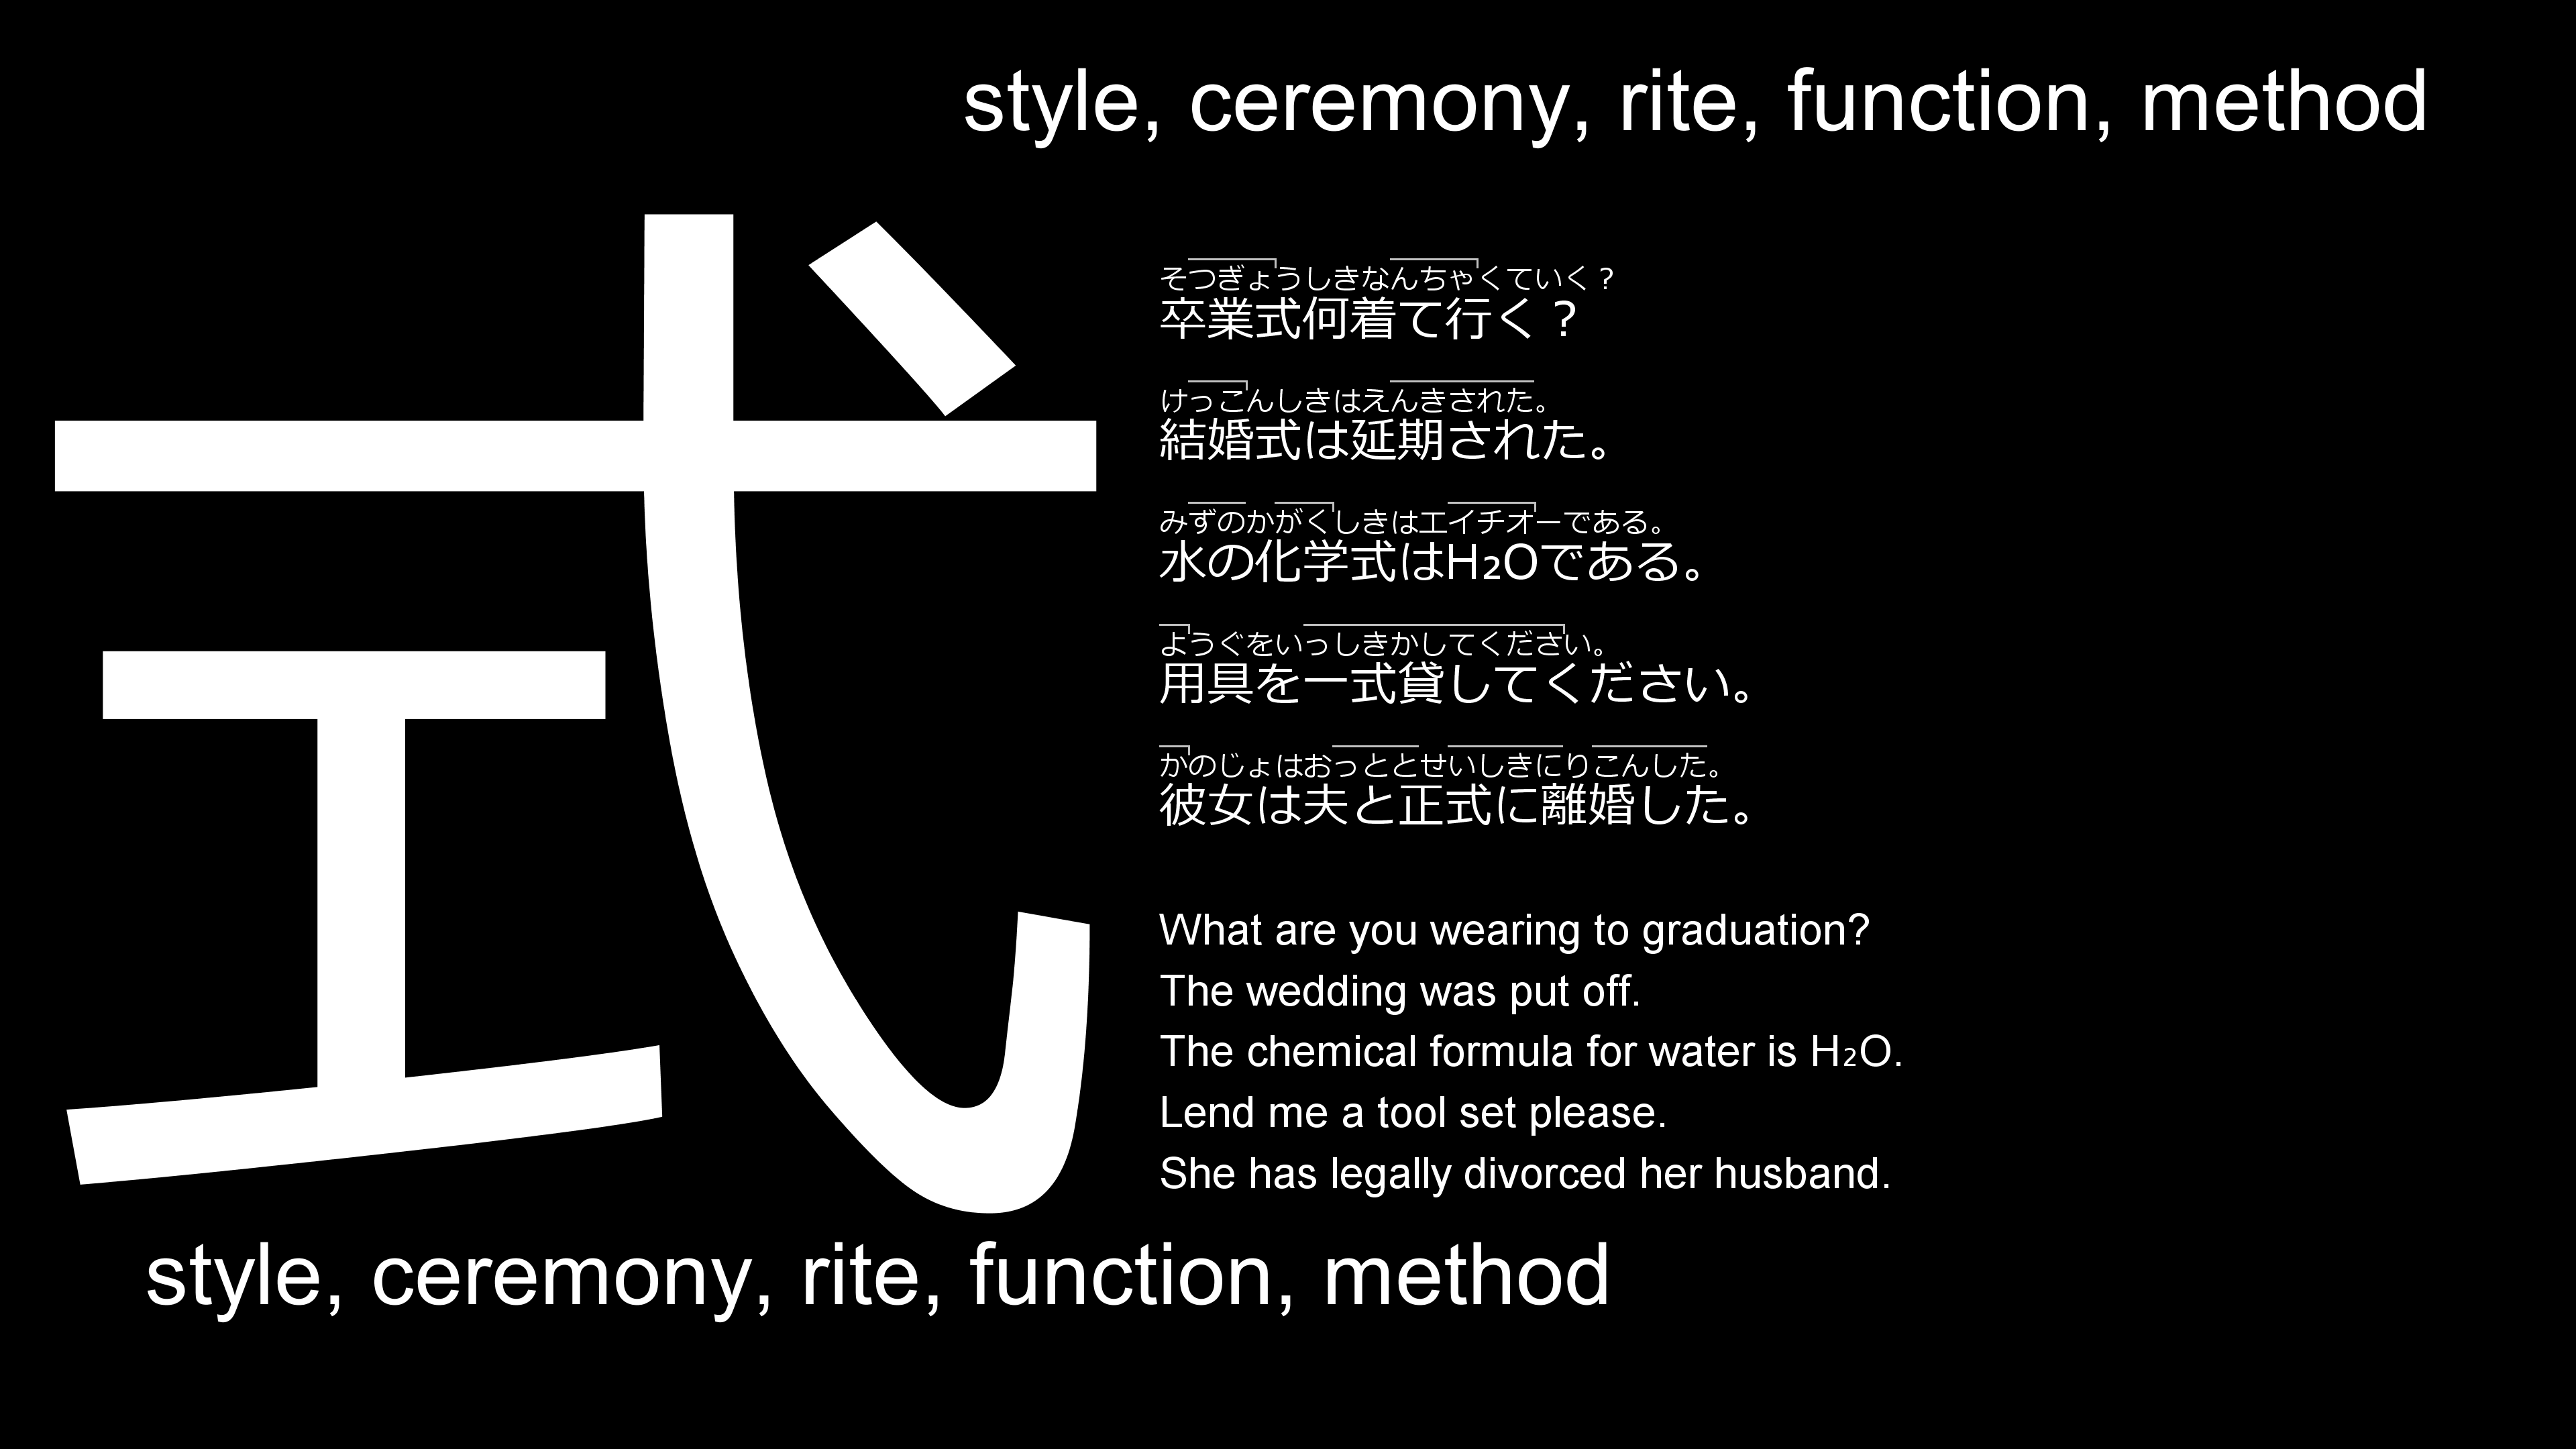 style, ceremony, rite, function, method
式
そつぎょうしきなんちゃくていく？
卒業式何着て行く？
けっこんしきはえんきされた。
結婚式は延期された。
みずのかがくしきはエイチオーである。
水の化学式はH₂Oである。
ようぐをいっしきかしてください。
用具を一式貸してください。
かのじょはおっととせいしきにりこんした。
彼女は夫と正式に離婚した。
What are you wearing to graduation?
The wedding was put off.
The chemical formula for water is H₂O.
Lend me a tool set please.
She has legally divorced her husband.
style, ceremony, rite, function, method